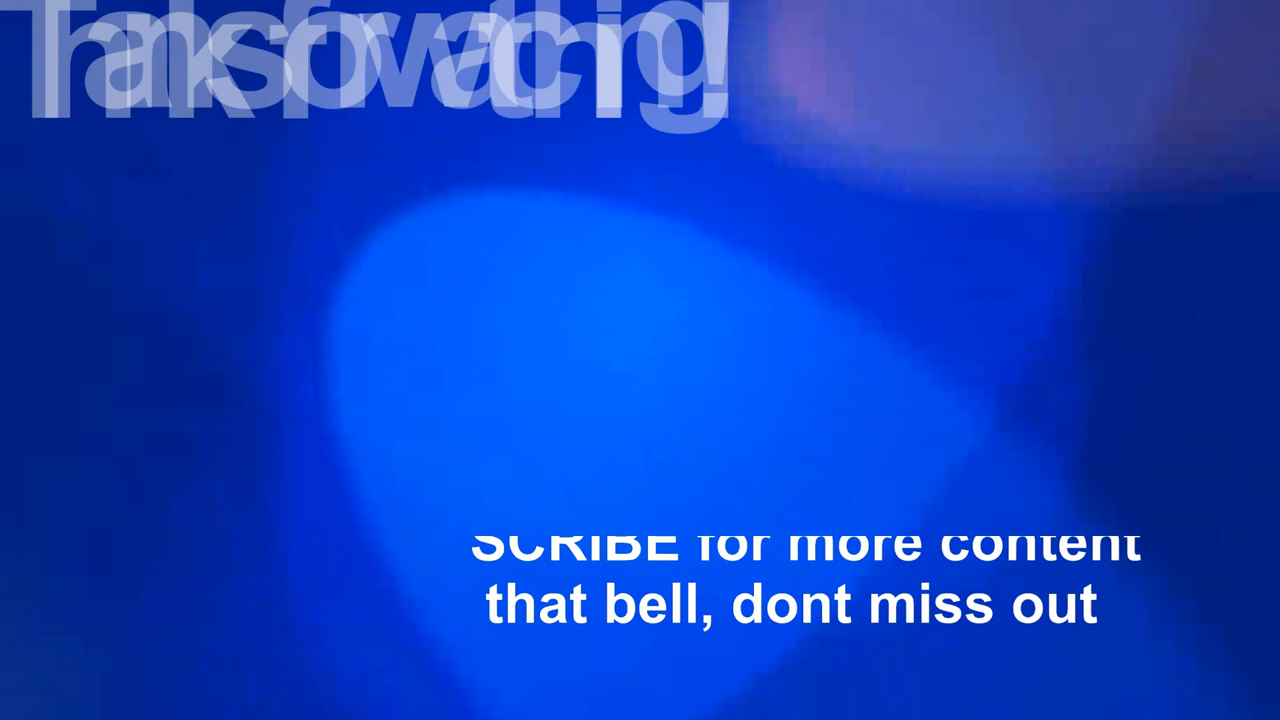 Thanks for watching!
SCRIBE for more content
that bell, dont miss out